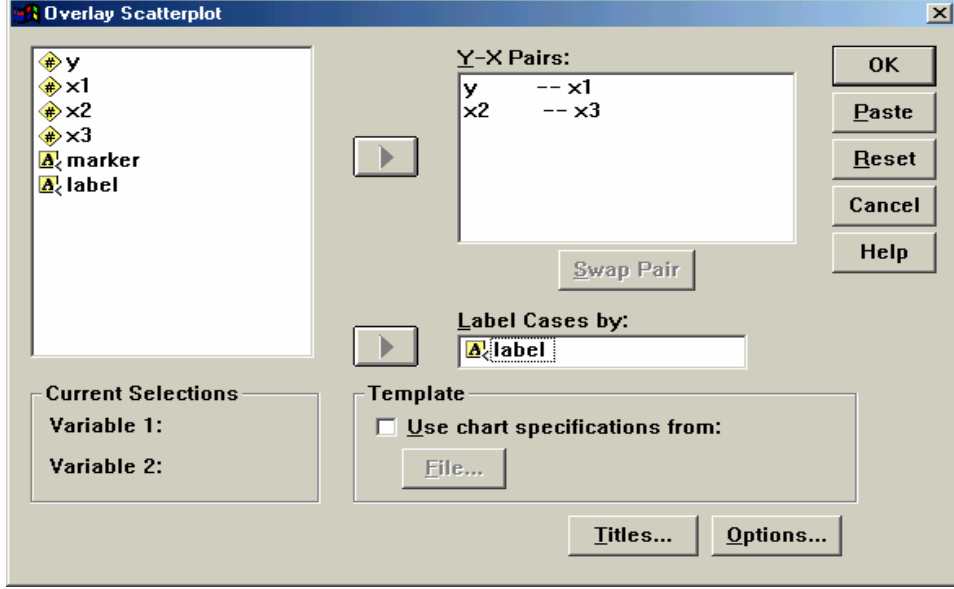 Overlay Scatterplot
# y
# x1
# x2
# x3
A marker
A label
Y-X Pairs:
y -- x1
x2 -- x3
Swap Pair
Label Cases by:
A label
OK
Paste
Reset
Cancel
Help
Current Selections
Variable 1:
Variable 2:
Template
Use chart specifications from:
File...
Titles...
Options...